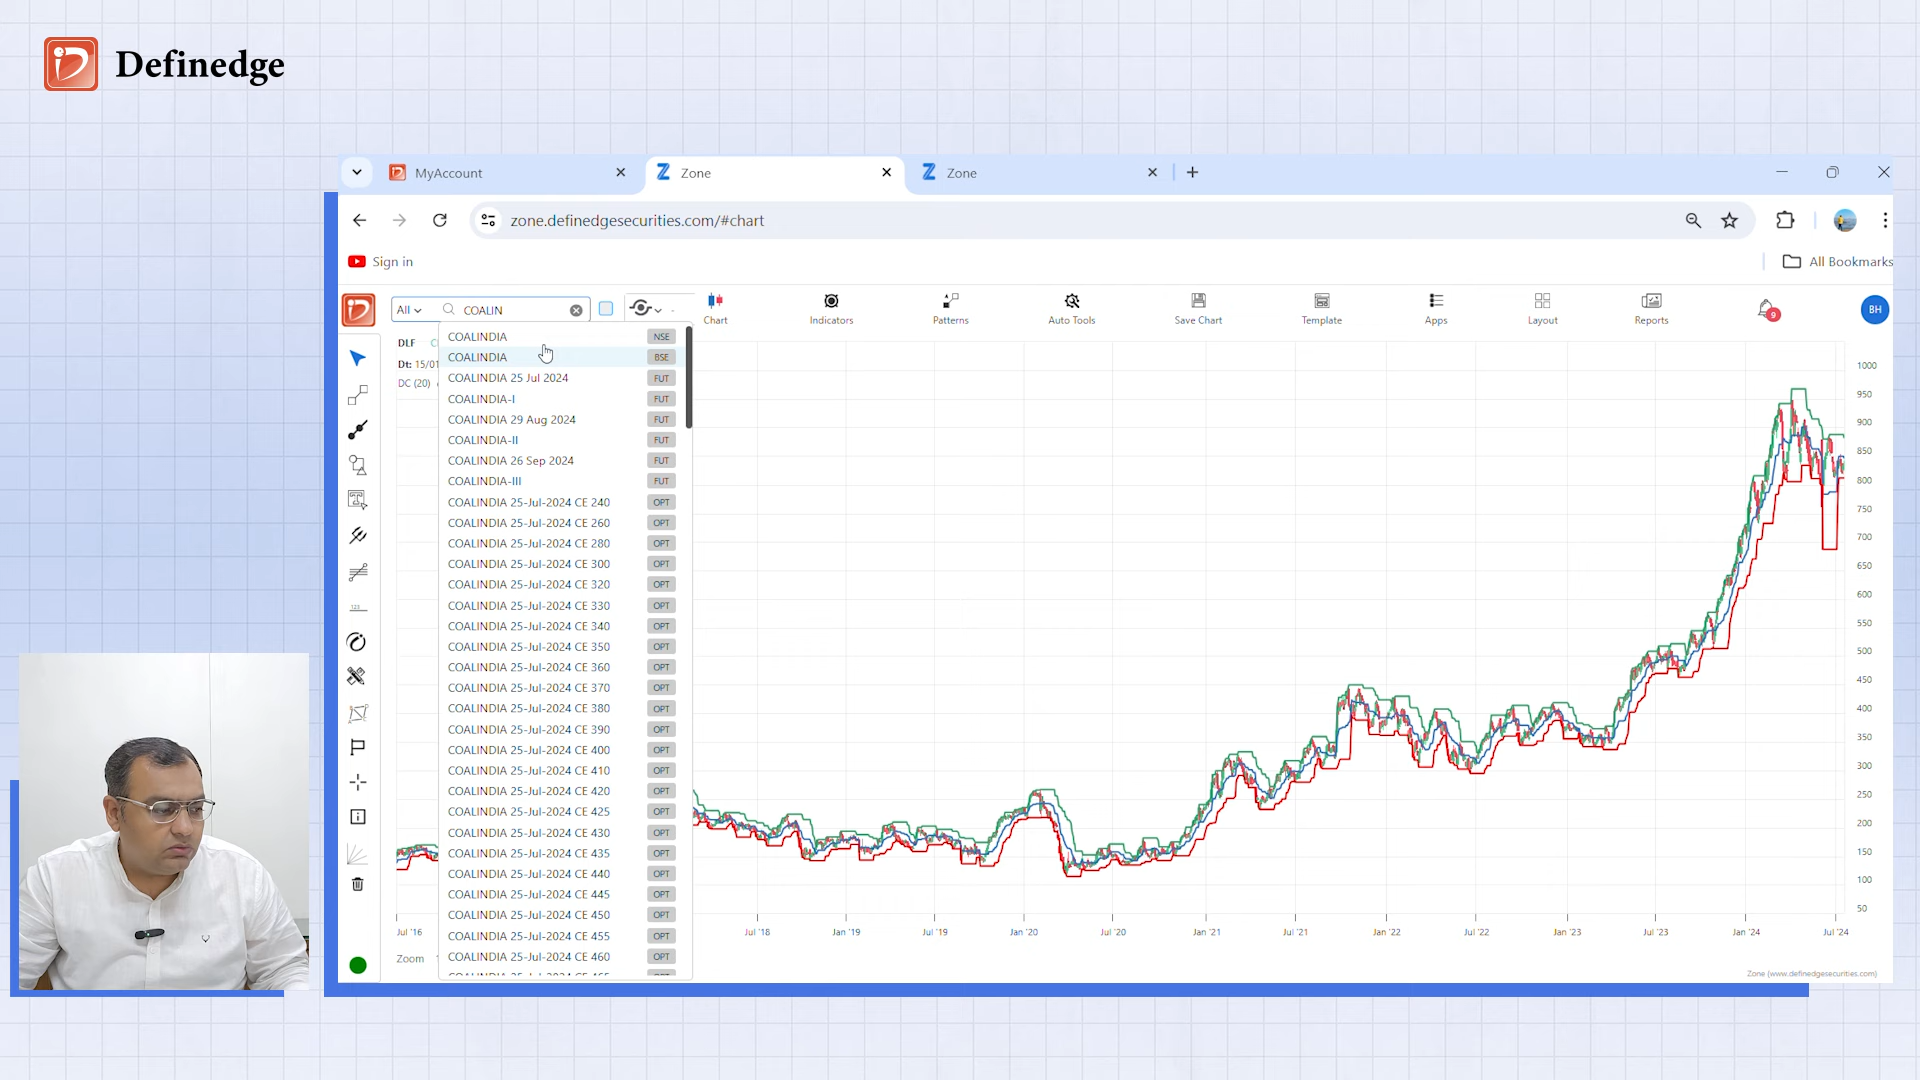 Definedge
MyAccount
Zone
Zone
zone.definedgesecurities.com/#chart
Sign in
All Bookmarks
All
COALIN
Chart
Indicators
Patterns
Auto Tools
Save Chart
Template
Apps
Layout
Reports
9
BH
DLF
Dt: 15/01
DC (20)
COALINDIA NSE
COALINDIA BSE
COALINDIA 25 Jul 2024 FUT
COALINDIA-I FUT
COALINDIA 29 Aug 2024 FUT
COALINDIA-II FUT
COALINDIA 26 Sep 2024 FUT
COALINDIA-III FUT
COALINDIA 25-Jul-2024 CE 240 OPT
COALINDIA 25-Jul-2024 CE 260 OPT
COALINDIA 25-Jul-2024 CE 280 OPT
COALINDIA 25-Jul-2024 CE 300 OPT
COALINDIA 25-Jul-2024 CE 320 OPT
COALINDIA 25-Jul-2024 CE 330 OPT
COALINDIA 25-Jul-2024 CE 340 OPT
COALINDIA 25-Jul-2024 CE 350 OPT
COALINDIA 25-Jul-2024 CE 360 OPT
COALINDIA 25-Jul-2024 CE 370 OPT
COALINDIA 25-Jul-2024 CE 380 OPT
COALINDIA 25-Jul-2024 CE 390 OPT
COALINDIA 25-Jul-2024 CE 400 OPT
COALINDIA 25-Jul-2024 CE 410 OPT
COALINDIA 25-Jul-2024 CE 420 OPT
COALINDIA 25-Jul-2024 CE 425 OPT
COALINDIA 25-Jul-2024 CE 430 OPT
COALINDIA 25-Jul-2024 CE 435 OPT
COALINDIA 25-Jul-2024 CE 440 OPT
COALINDIA 25-Jul-2024 CE 445 OPT
COALINDIA 25-Jul-2024 CE 450 OPT
COALINDIA 25-Jul-2024 CE 455 OPT
COALINDIA 25-Jul-2024 CE 460 OPT
1000
950
900
850
800
750
700
650
600
550
500
450
400
350
300
250
200
150
100
50
Jul '16
Jul '18
Jan '19
Jul '19
Jan '20
Jul '20
Jan '21
Jul '21
Jan '22
Jul '22
Jan '23
Jul '23
Jan '24
Jul '24
Zoom
Zone (www.definedgesecurities.com)